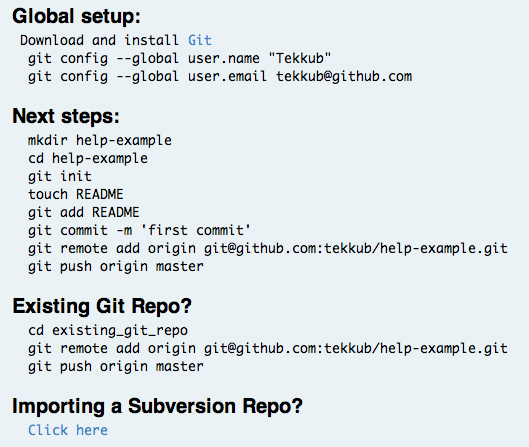 Global setup:
Download and install Git
git config --global user.name "Tekkub"
git config --global user.email tekkub@github.com
Next steps:
mkdir help-example
cd help-example
git init
touch README
git add README
git commit -m 'first commit'
git remote add origin git@github.com:tekkub/help-example.git
git push origin master
Existing Git Repo?
cd existing_git_repo
git remote add origin git@github.com:tekkub/help-example.git
git push origin master
Importing a Subversion Repo?
Click here